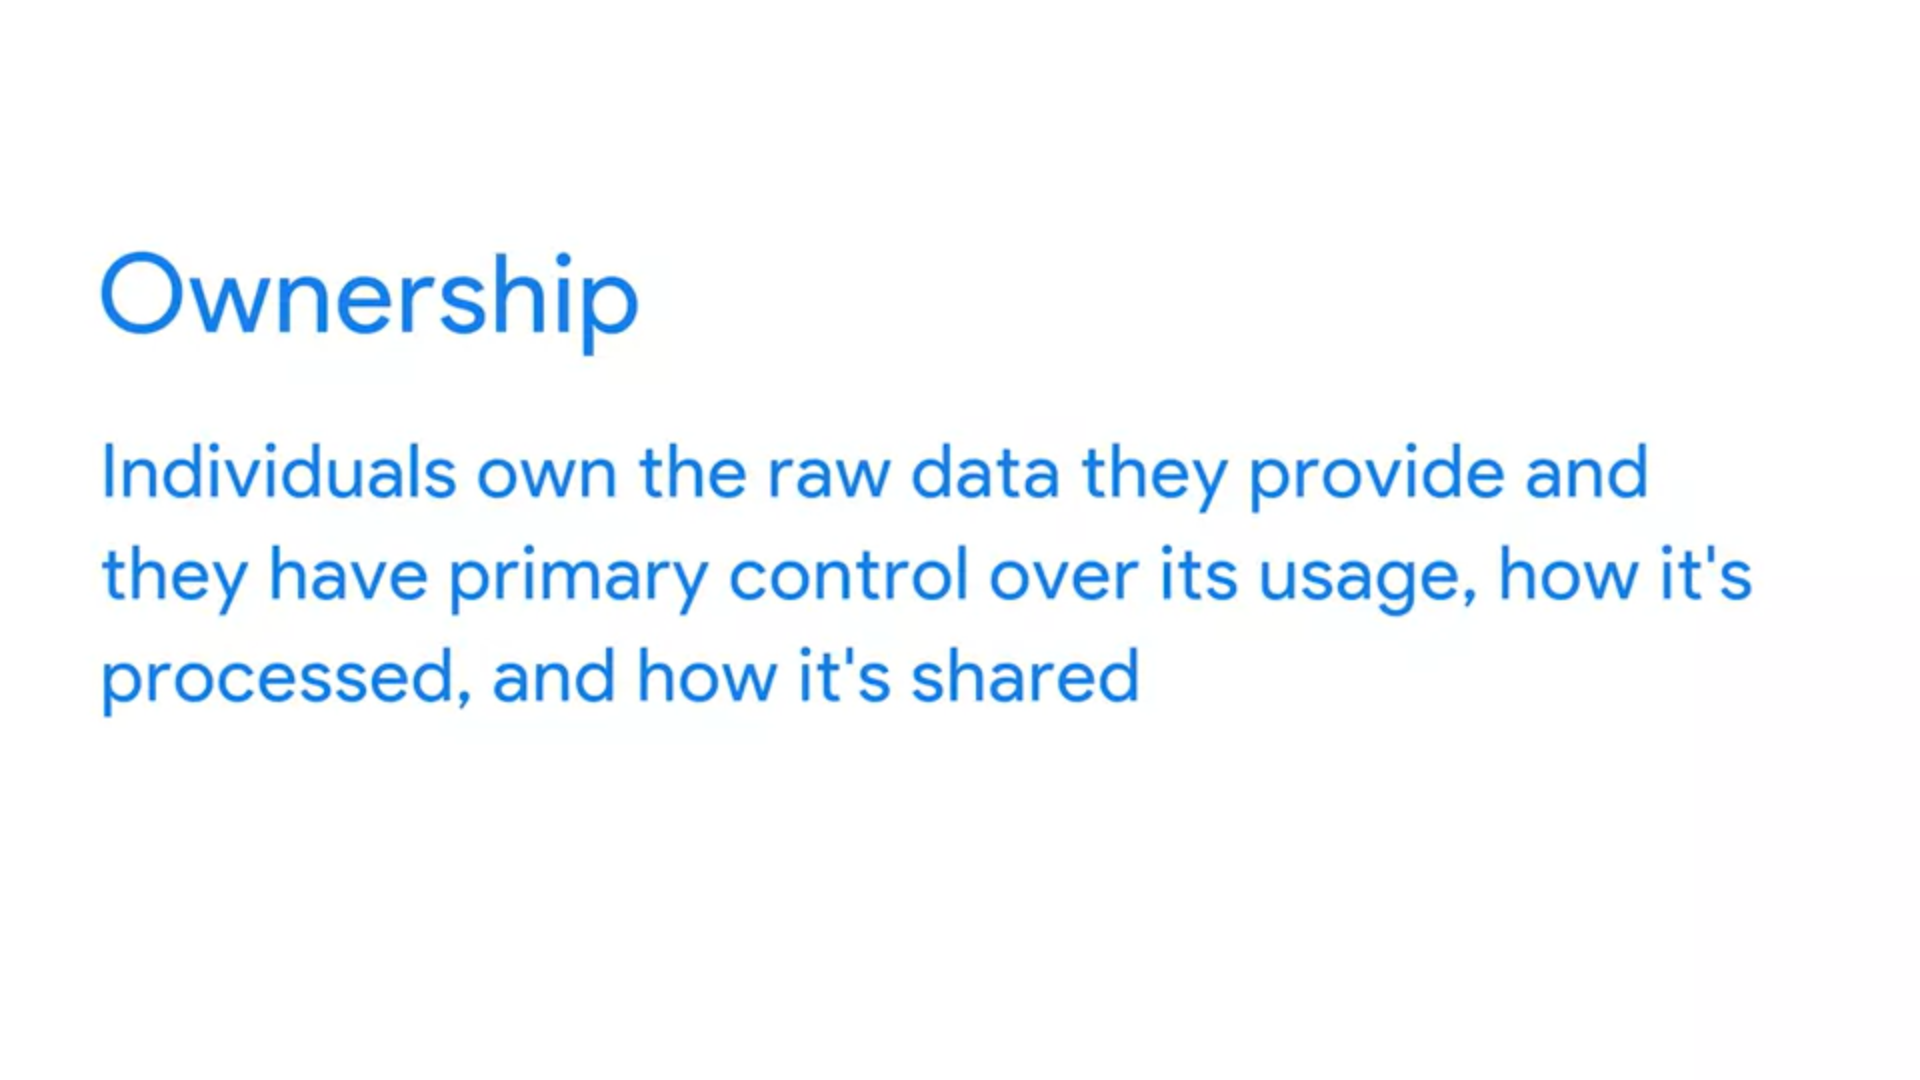 Ownership
Individuals own the raw data they provide and
they have primary control over its usage, how it's
processed, and how it's shared